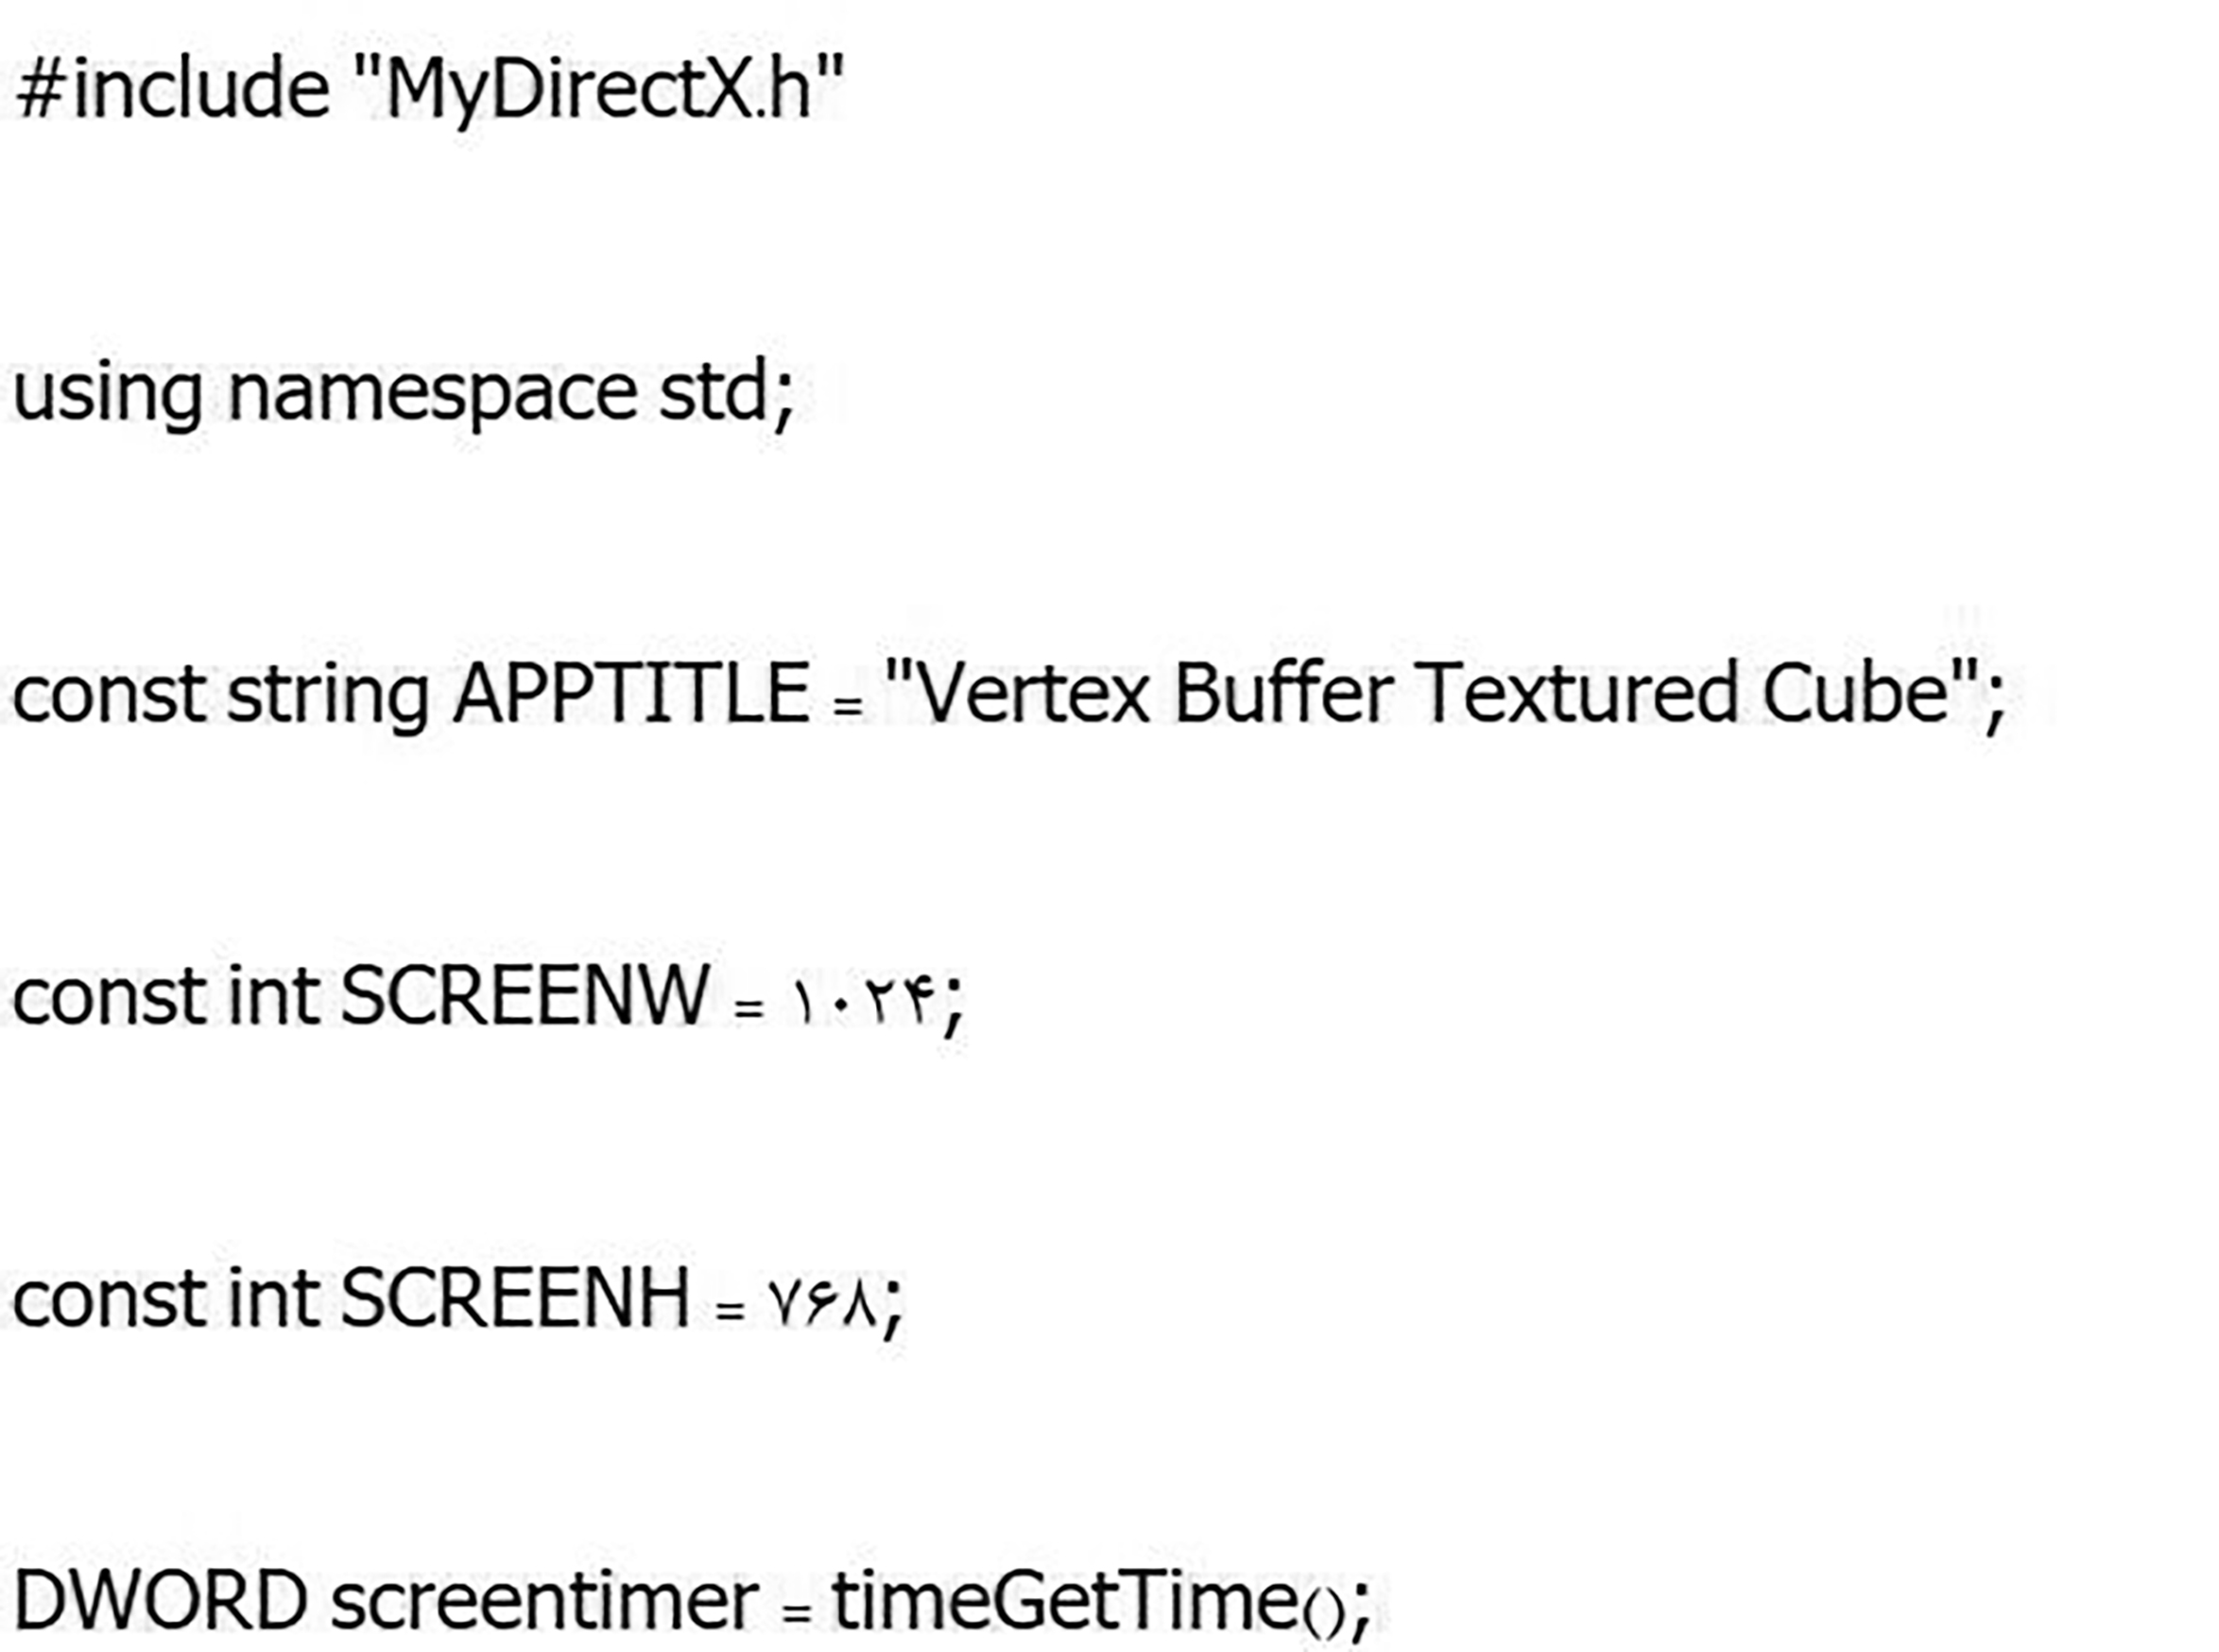 #include "MyDirectX.h"
using namespace std;
const string APPTITLE = "Vertex Buffer Textured Cube";
const int SCREENW = ۱۰۲۴;
const int SCREENH = ۷۶۸;
DWORD screentimer = timeGetTime();